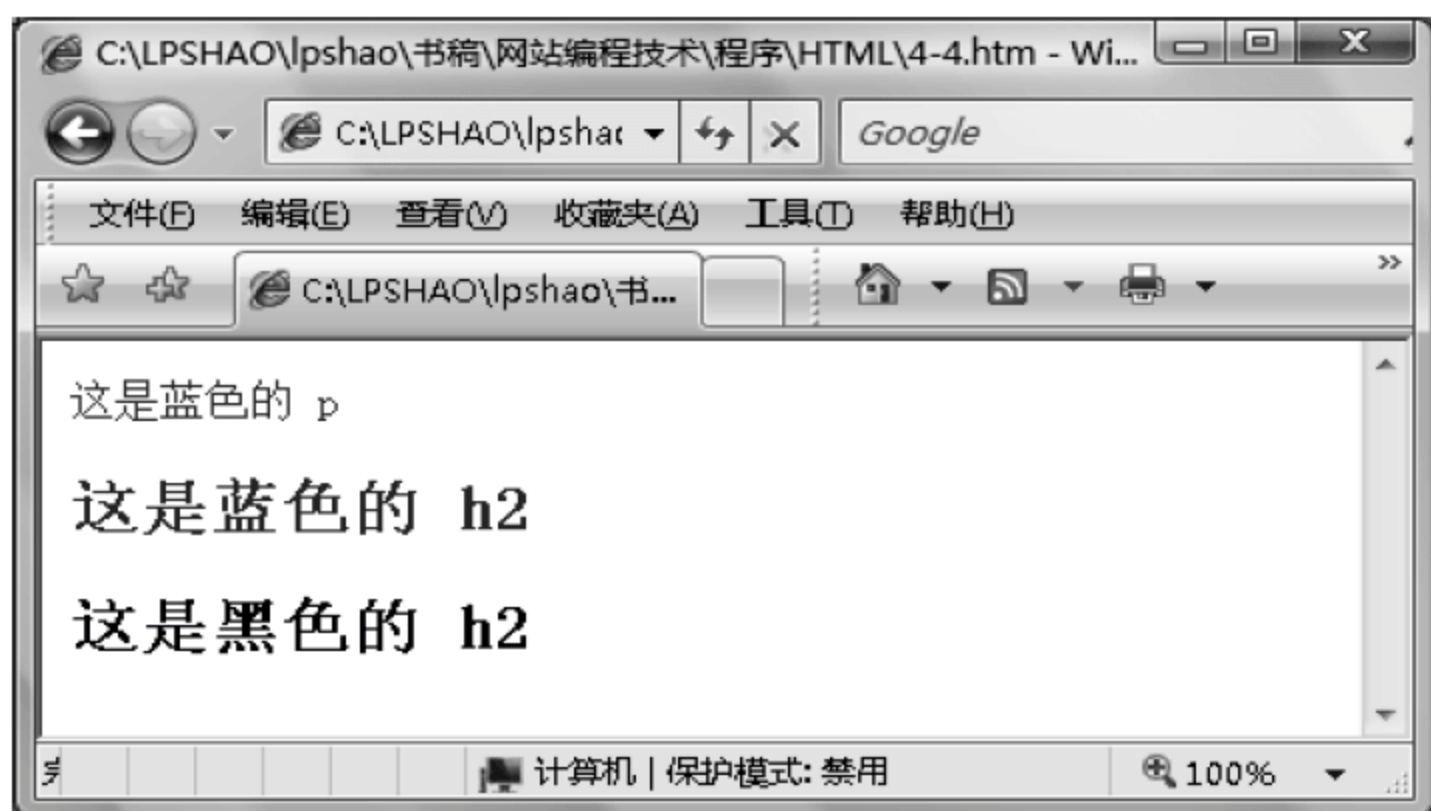 C:\LPSHAO\lpshao\书稿\网站编程技术\程序\HTML\4-4.htm - Wi...
C:\LPSHAO\lpshac Google
文件(F) 编辑(E) 查看(V) 收藏夹(A) 工具(T) 帮助(H)
C:\LPSHAO\lpshao\书...
这是蓝色的 p
这是蓝色的 h2
这是黑色的 h2
计算机 | 保护模式: 禁用 100%